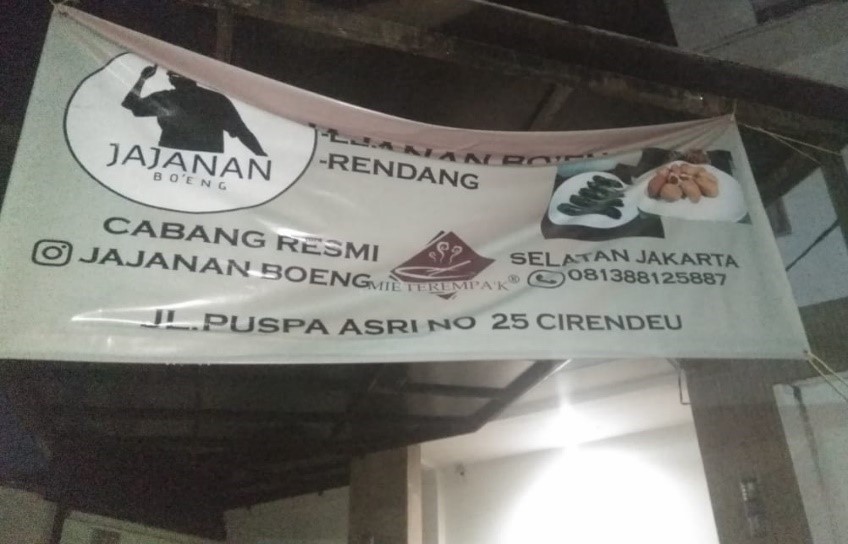 JAJANAN
BO'ENG
-RENDANG
CABANG RESMI
JAJANAN BOENG
MIE TEREMPA'K®
SELATAN JAKARTA
081388125887
JL.PUSPA ASRI NO 25 CIRENDEU